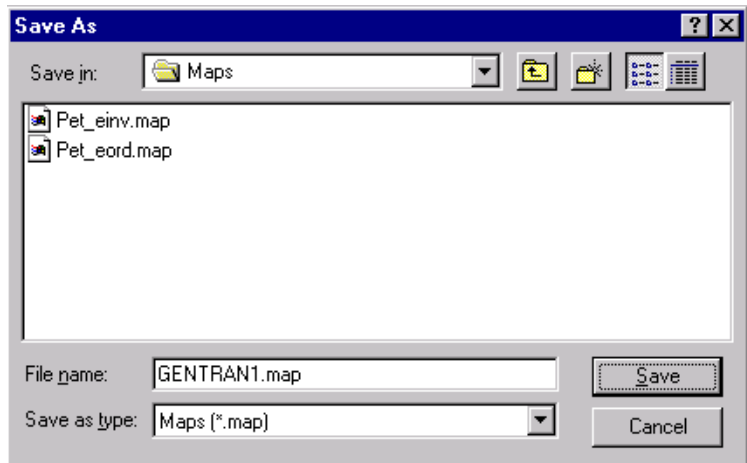 Save As
Save in: Maps
Pet_einv.map
Pet_eord.map
File name: GENTRAN1.map Save
Save as type: Maps (*.map) Cancel